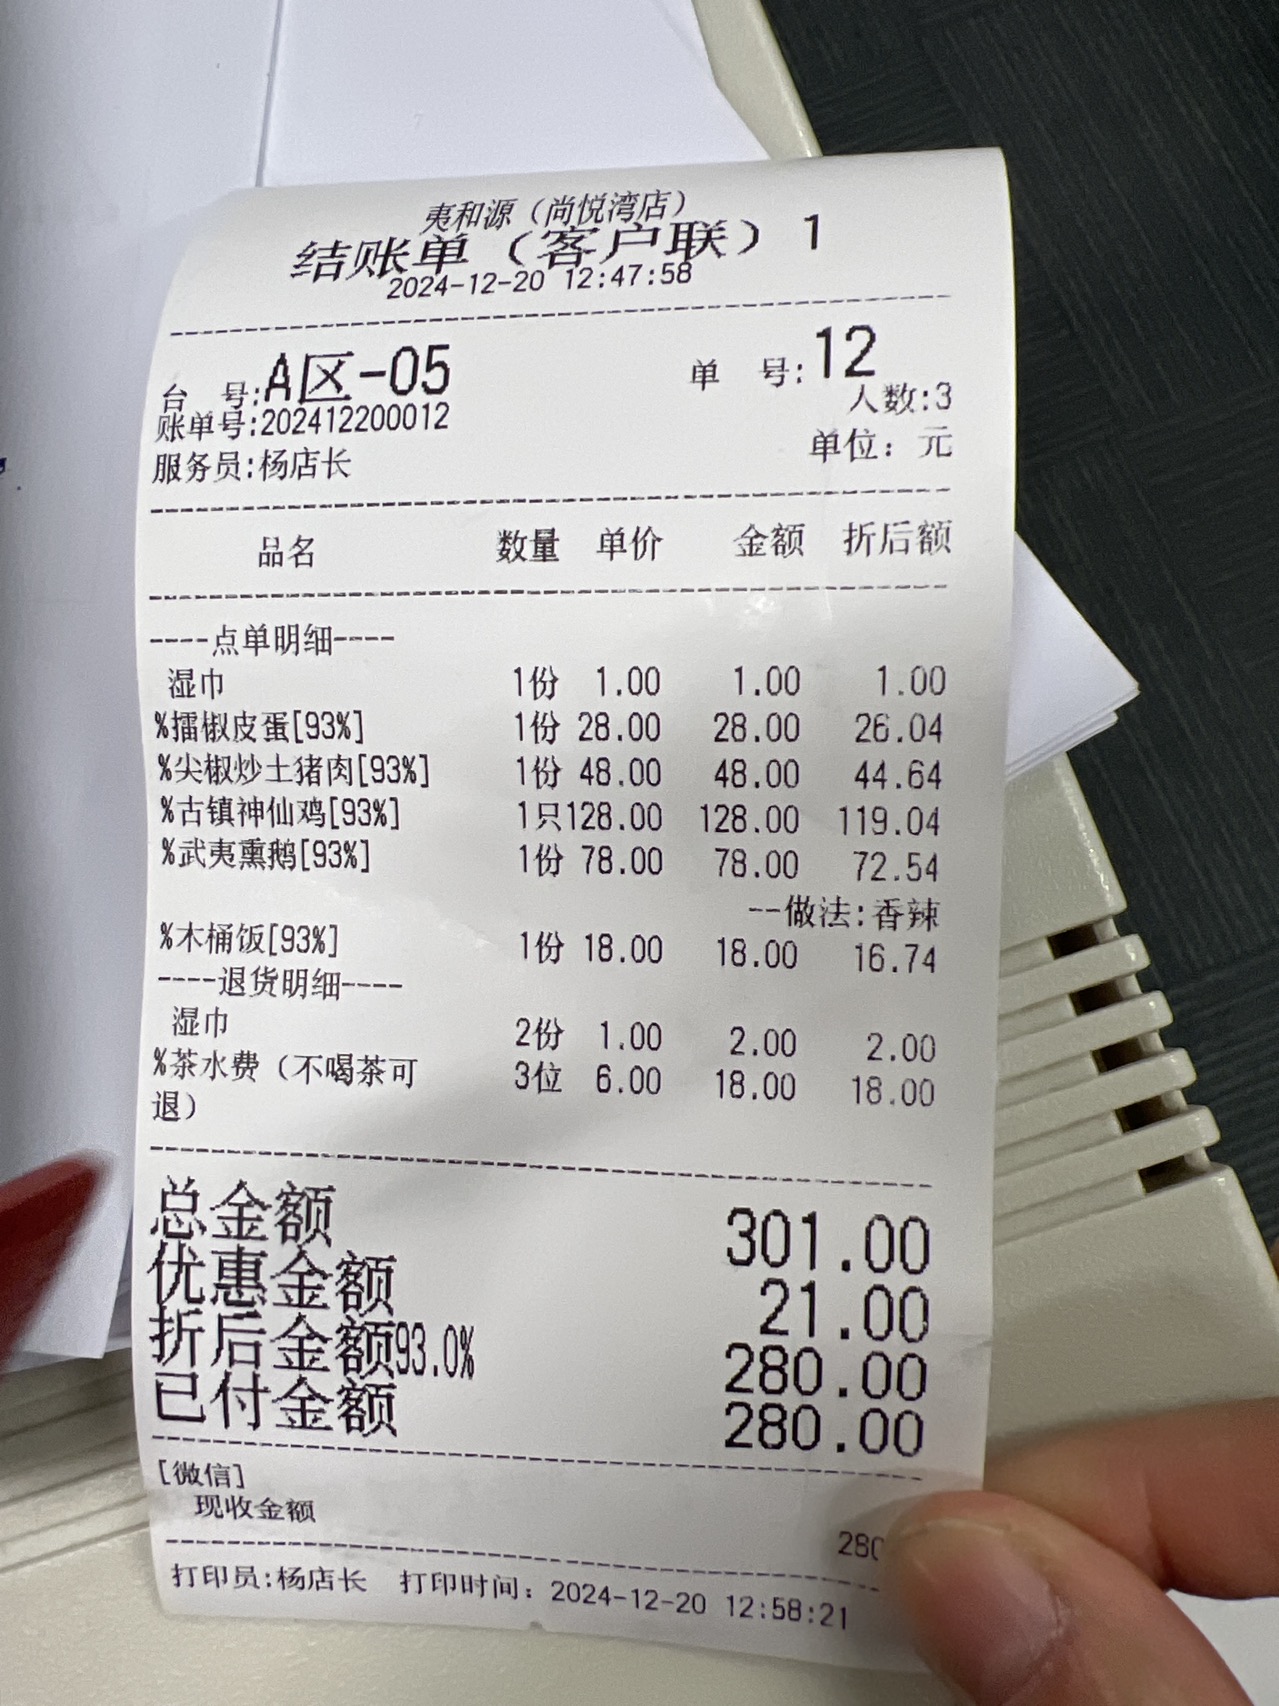 夷和源（尚悦湾店）
结账单（客户联）1
2024-12-20 12:47:58
台 号:A区-05 单 号:12
人数:3
账单号:202412200012
单位：元
服务员:杨店长
品名 数量 单价 金额 折后额
----点单明细----
湿巾 1份 1.00 1.00 1.00
%擂椒皮蛋[93%] 1份 28.00 28.00 26.04
%尖椒炒土猪肉[93%] 1份 48.00 48.00 44.64
%古镇神仙鸡[93%] 1只128.00 128.00 119.04
%武夷熏鹅[93%] 1份 78.00 78.00 72.54
--做法:香辣
%木桶饭[93%] 1份 18.00 18.00 16.74
----退货明细----
湿巾 2份 1.00 2.00 2.00
%茶水费（不喝茶可 3位 6.00 18.00 18.00
退）
总金额 301.00
优惠金额 21.00
折后金额93.0% 280.00
已付金额 280.00
[微信]
现收金额 280
打印员:杨店长 打印时间：2024-12-20 12:58:21